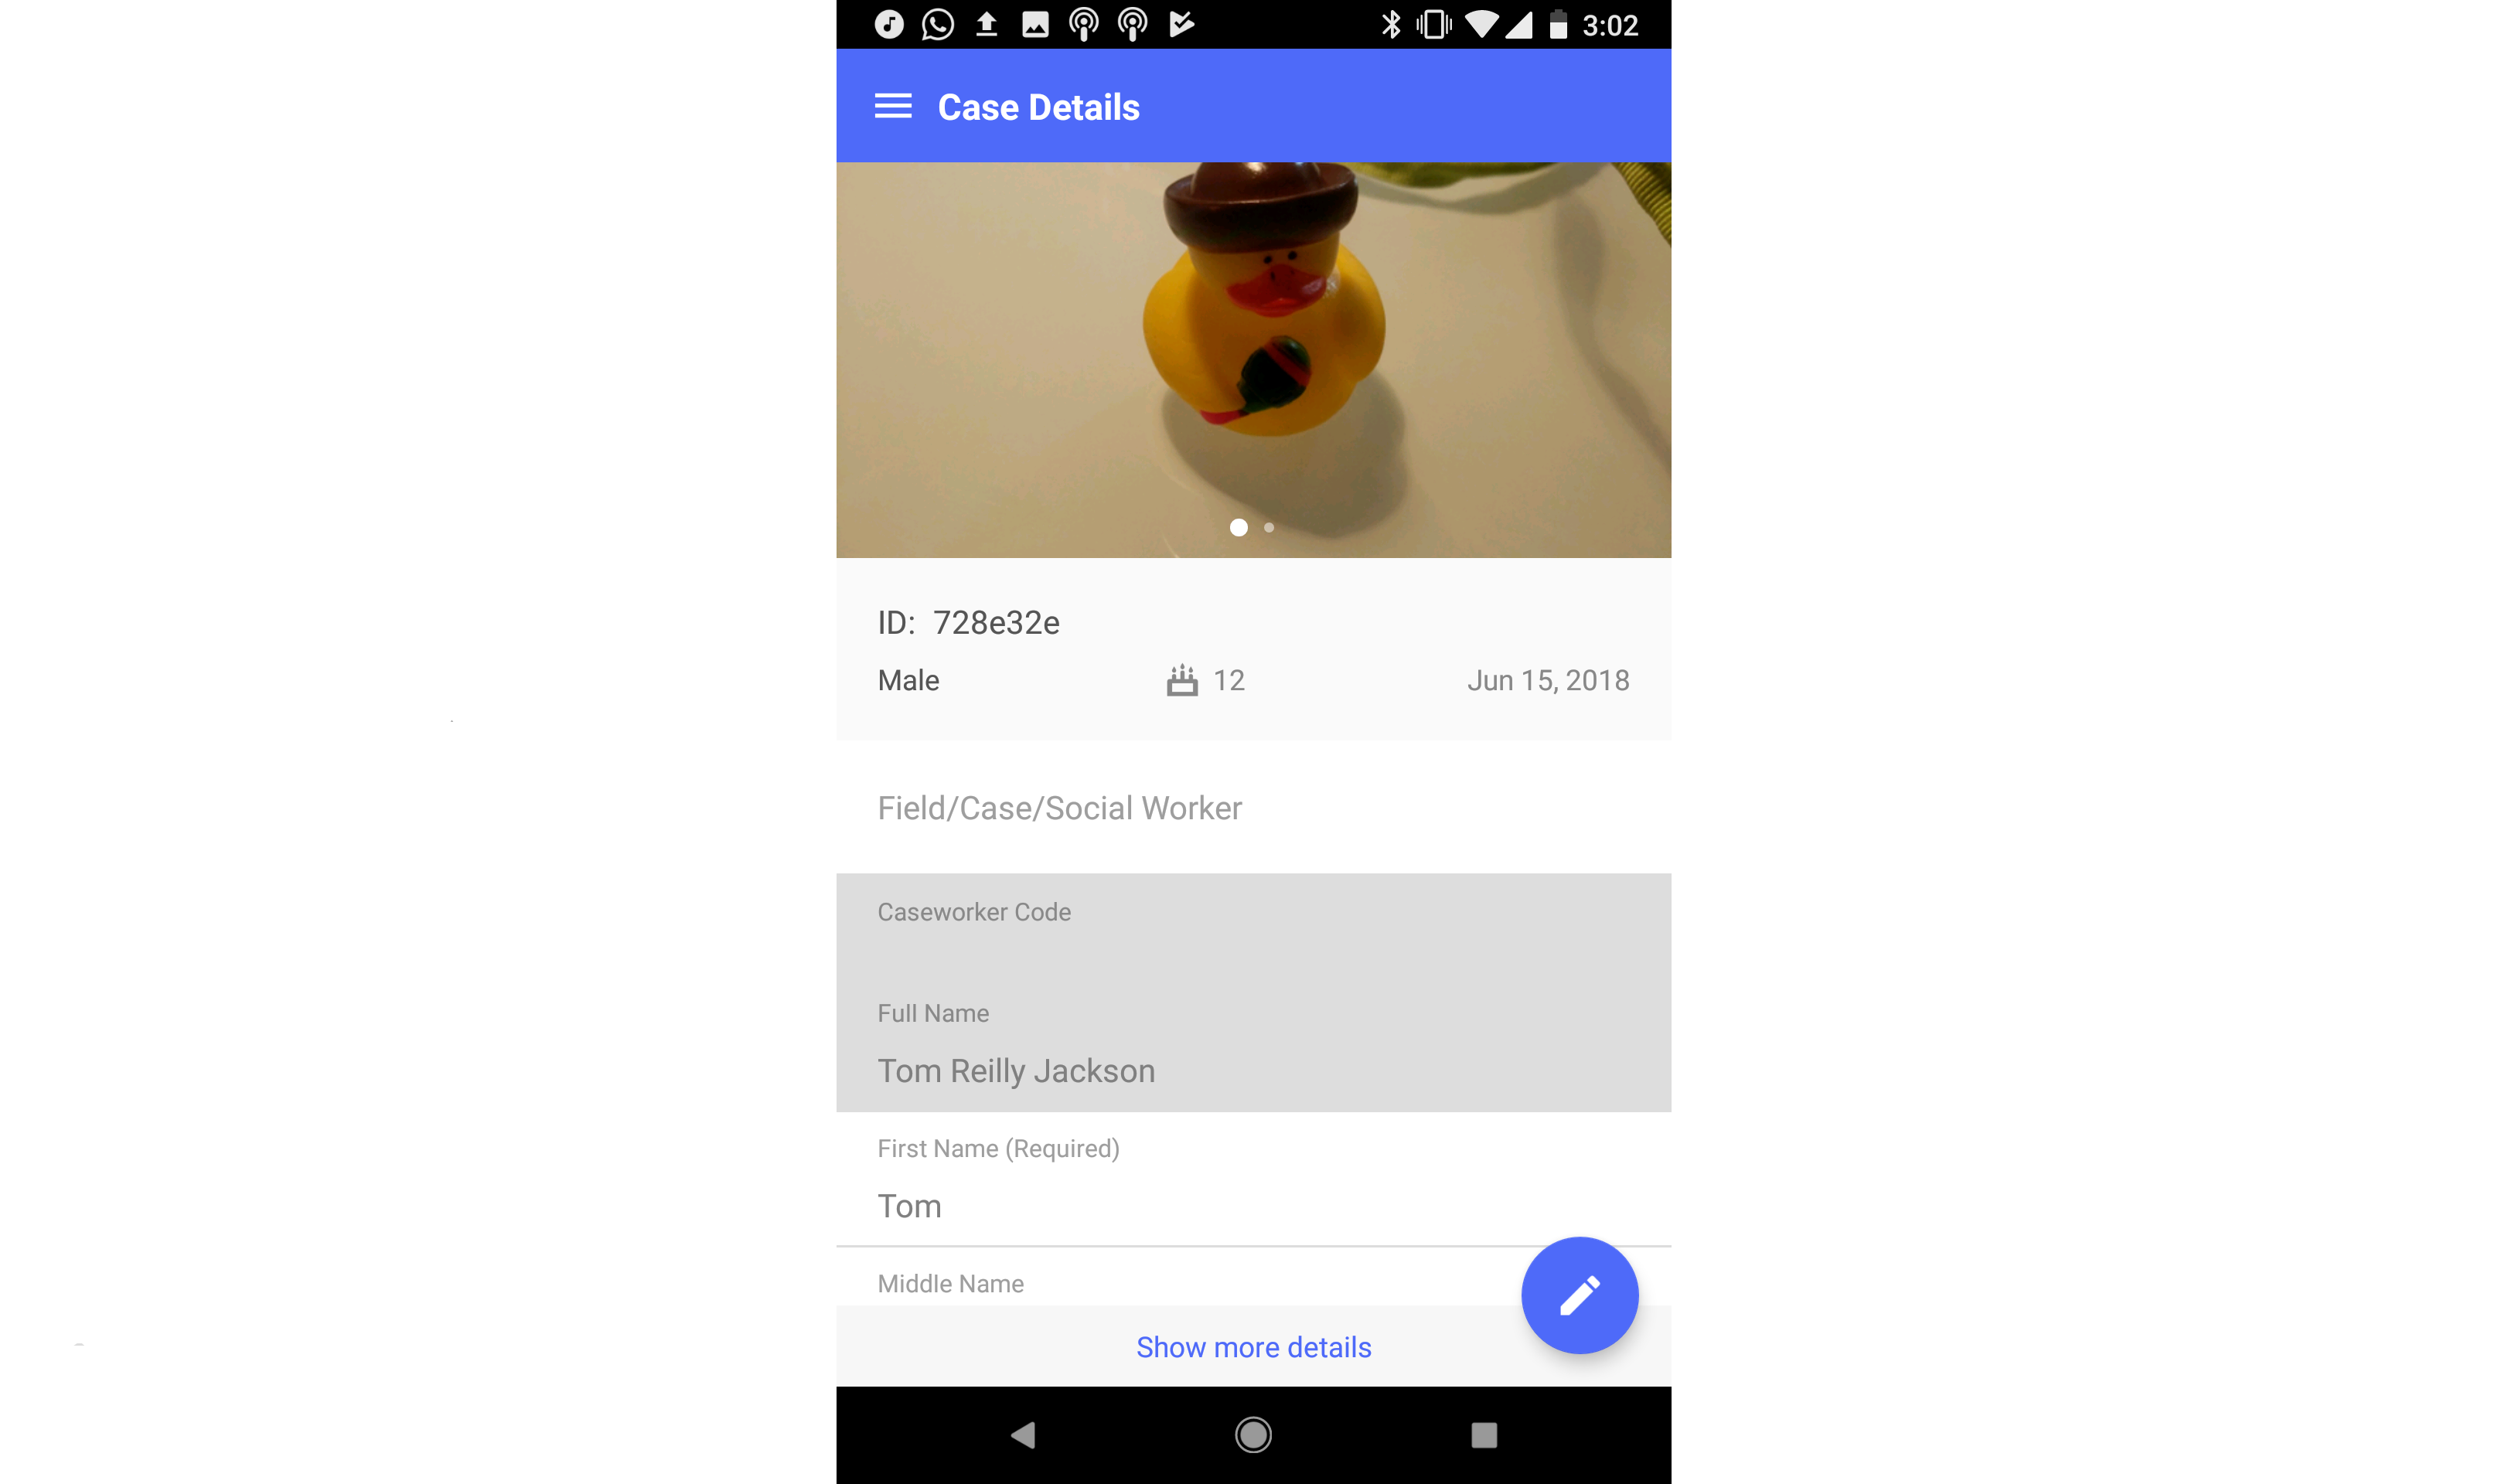 3:02
Case Details
ID: 728e32e
Male 12 Jun 15, 2018
Field/Case/Social Worker
Caseworker Code
Full Name
Tom Reilly Jackson
First Name (Required)
Tom
Middle Name
Show more details